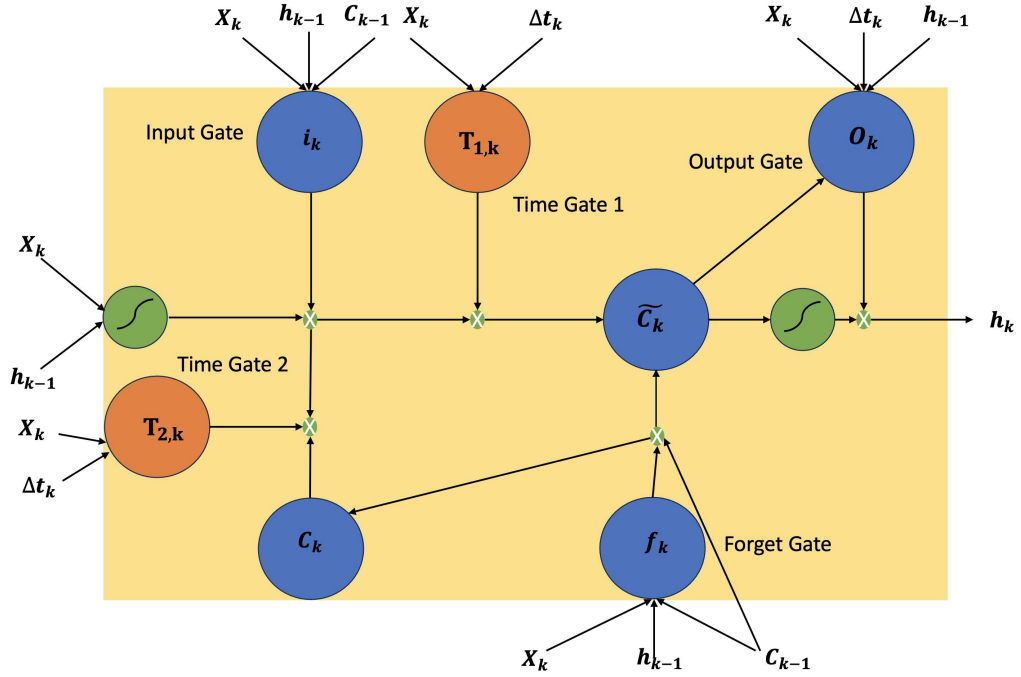 X_k h_{k-1} C_{k-1} X_k Δt_k X_k Δt_k h_{k-1}
Input Gate
i_k
T_{1,k}
O_k
Output Gate
Time Gate 1
X_k
C̃_k
h_k
h_{k-1}
Time Gate 2
X_k
T_{2,k}
Δt_k
C_k
f_k
Forget Gate
X_k h_{k-1} C_{k-1}